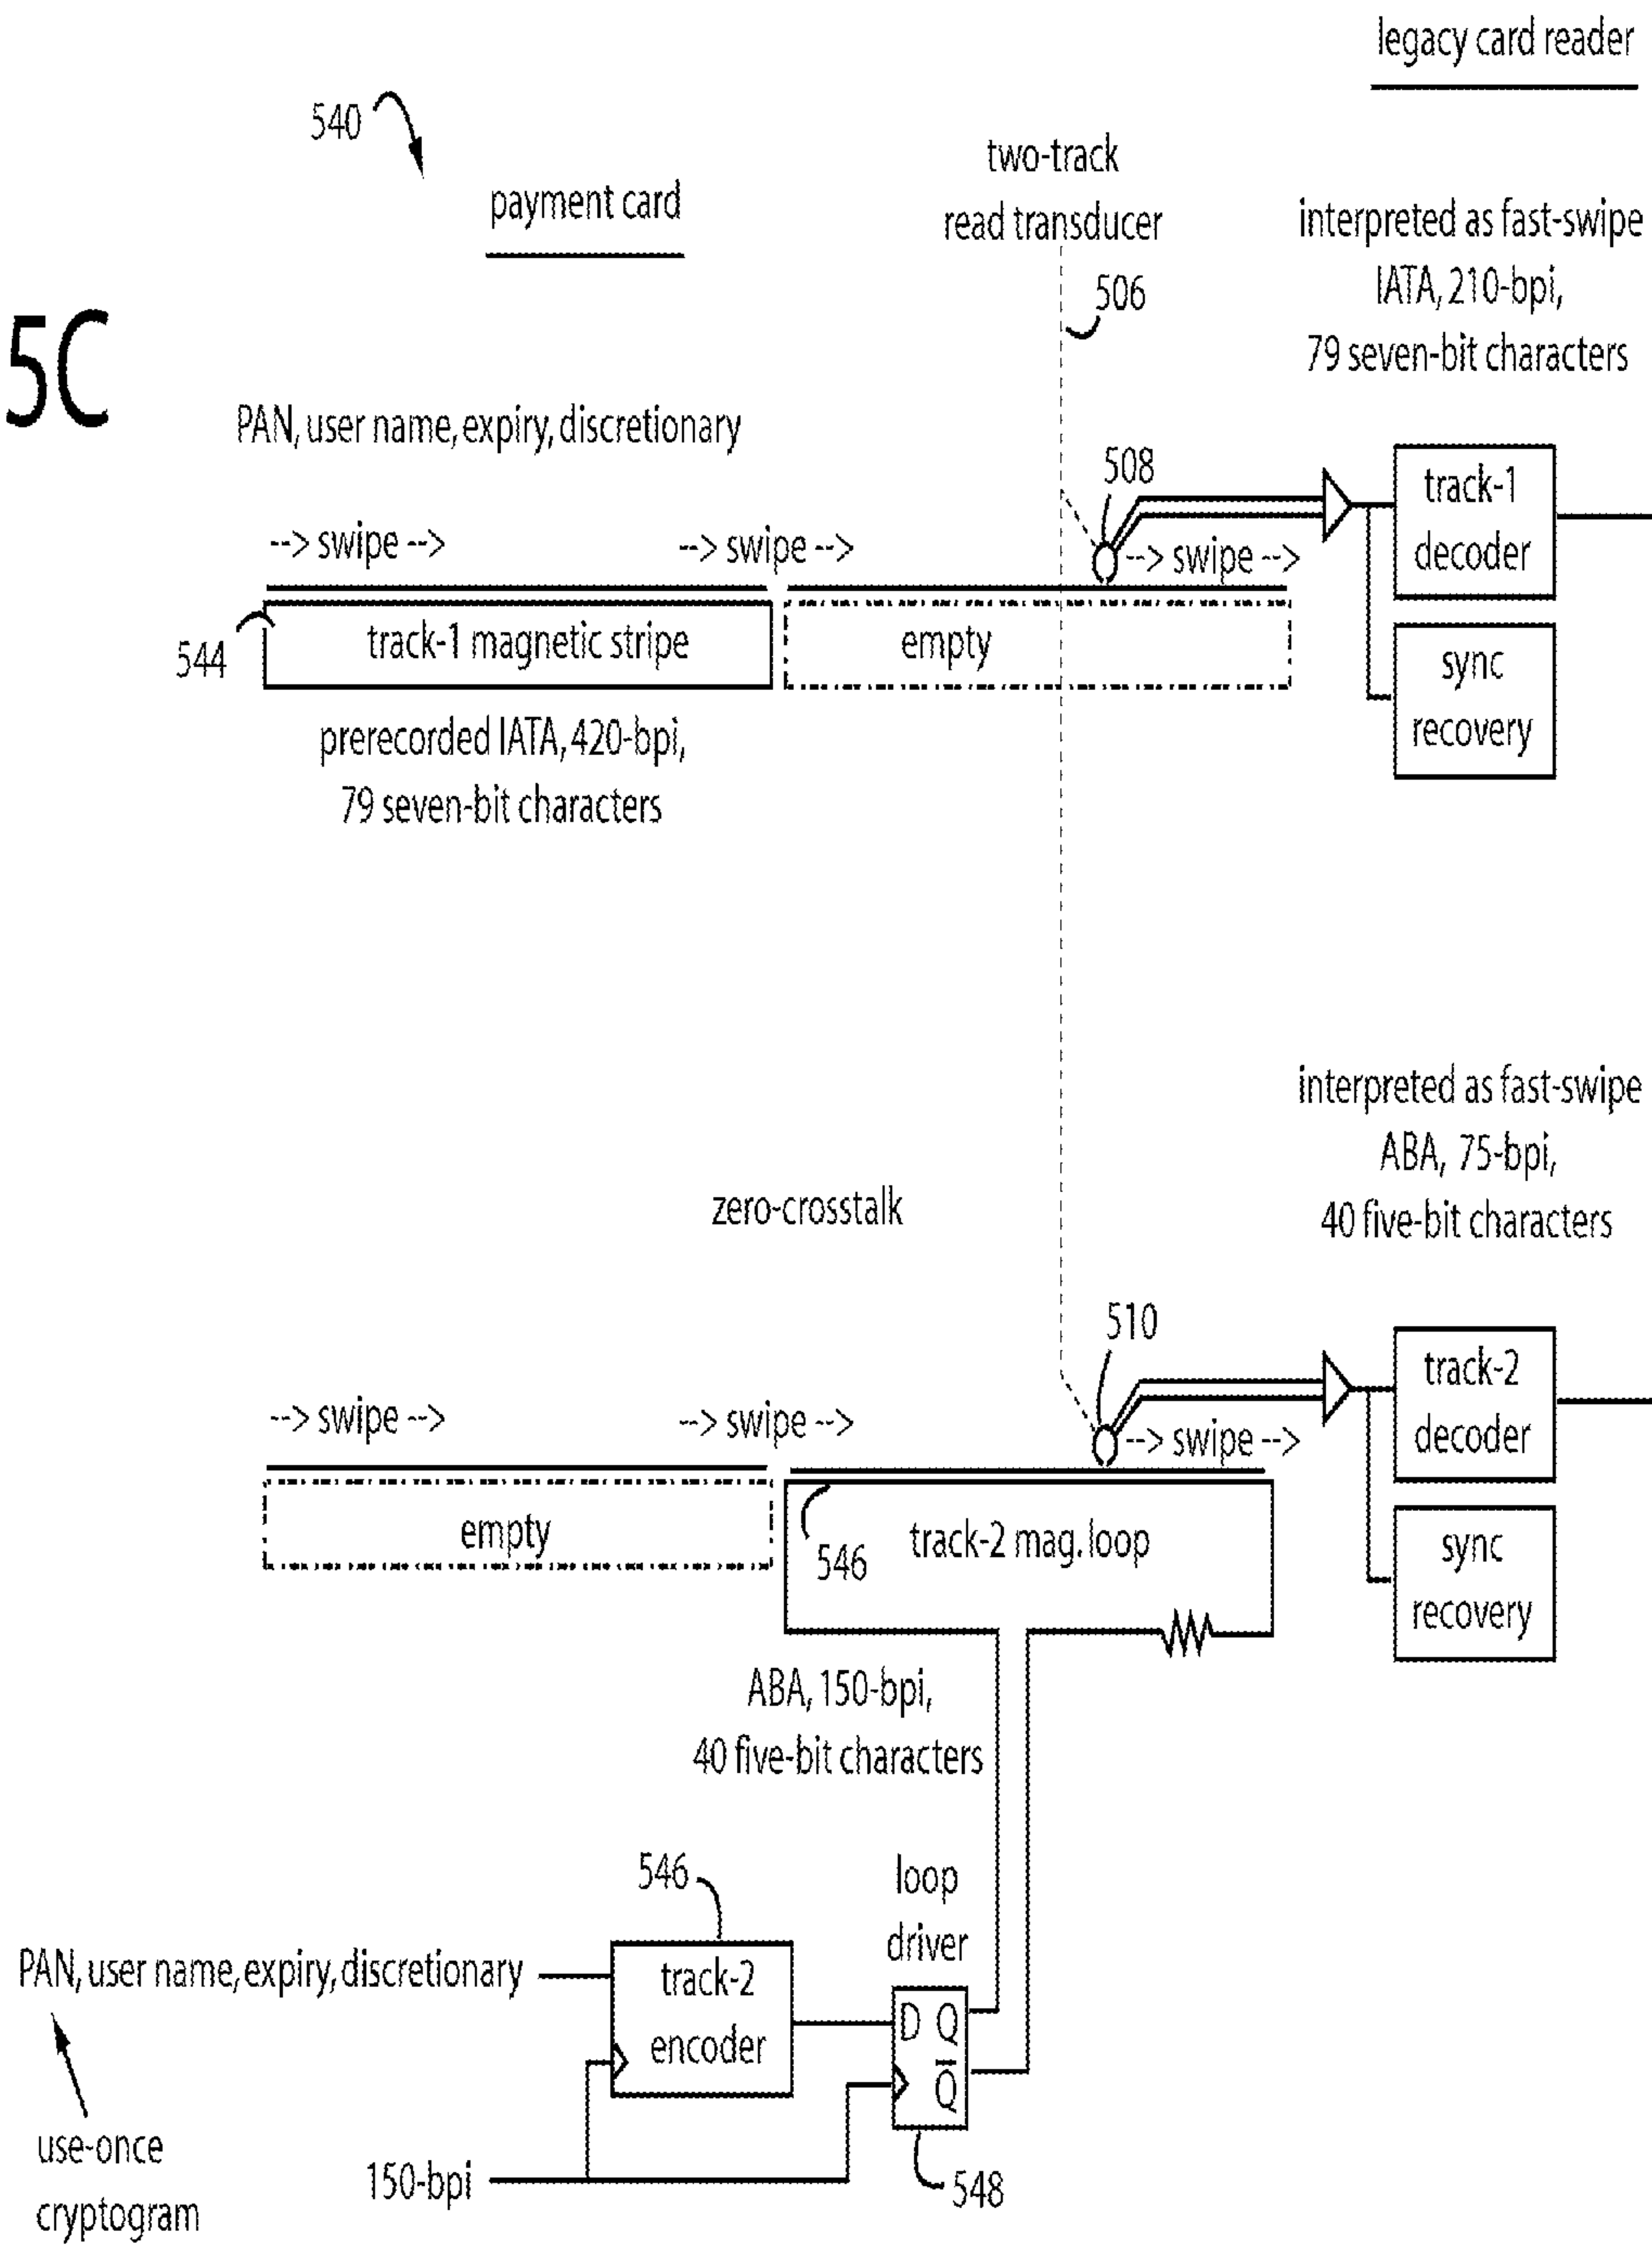 legacy card reader
540
payment card
two-track
read transducer
506
interpreted as fast-swipe
IATA, 210-bpi,
79 seven-bit characters
5C
PAN, user name, expiry, discretionary
508
--> swipe -->
--> swipe -->
--> swipe -->
track-1
decoder
544
track-1 magnetic stripe
empty
sync
recovery
prerecorded IATA, 420-bpi,
79 seven-bit characters
interpreted as fast-swipe
ABA, 75-bpi,
40 five-bit characters
zero-crosstalk
510
--> swipe -->
--> swipe -->
--> swipe -->
track-2
decoder
empty
546
track-2 mag. loop
sync
recovery
ABA, 150-bpi,
40 five-bit characters
546
loop
driver
PAN, user name, expiry, discretionary
track-2
encoder
D Q
Q̅
use-once
cryptogram
150-bpi
548